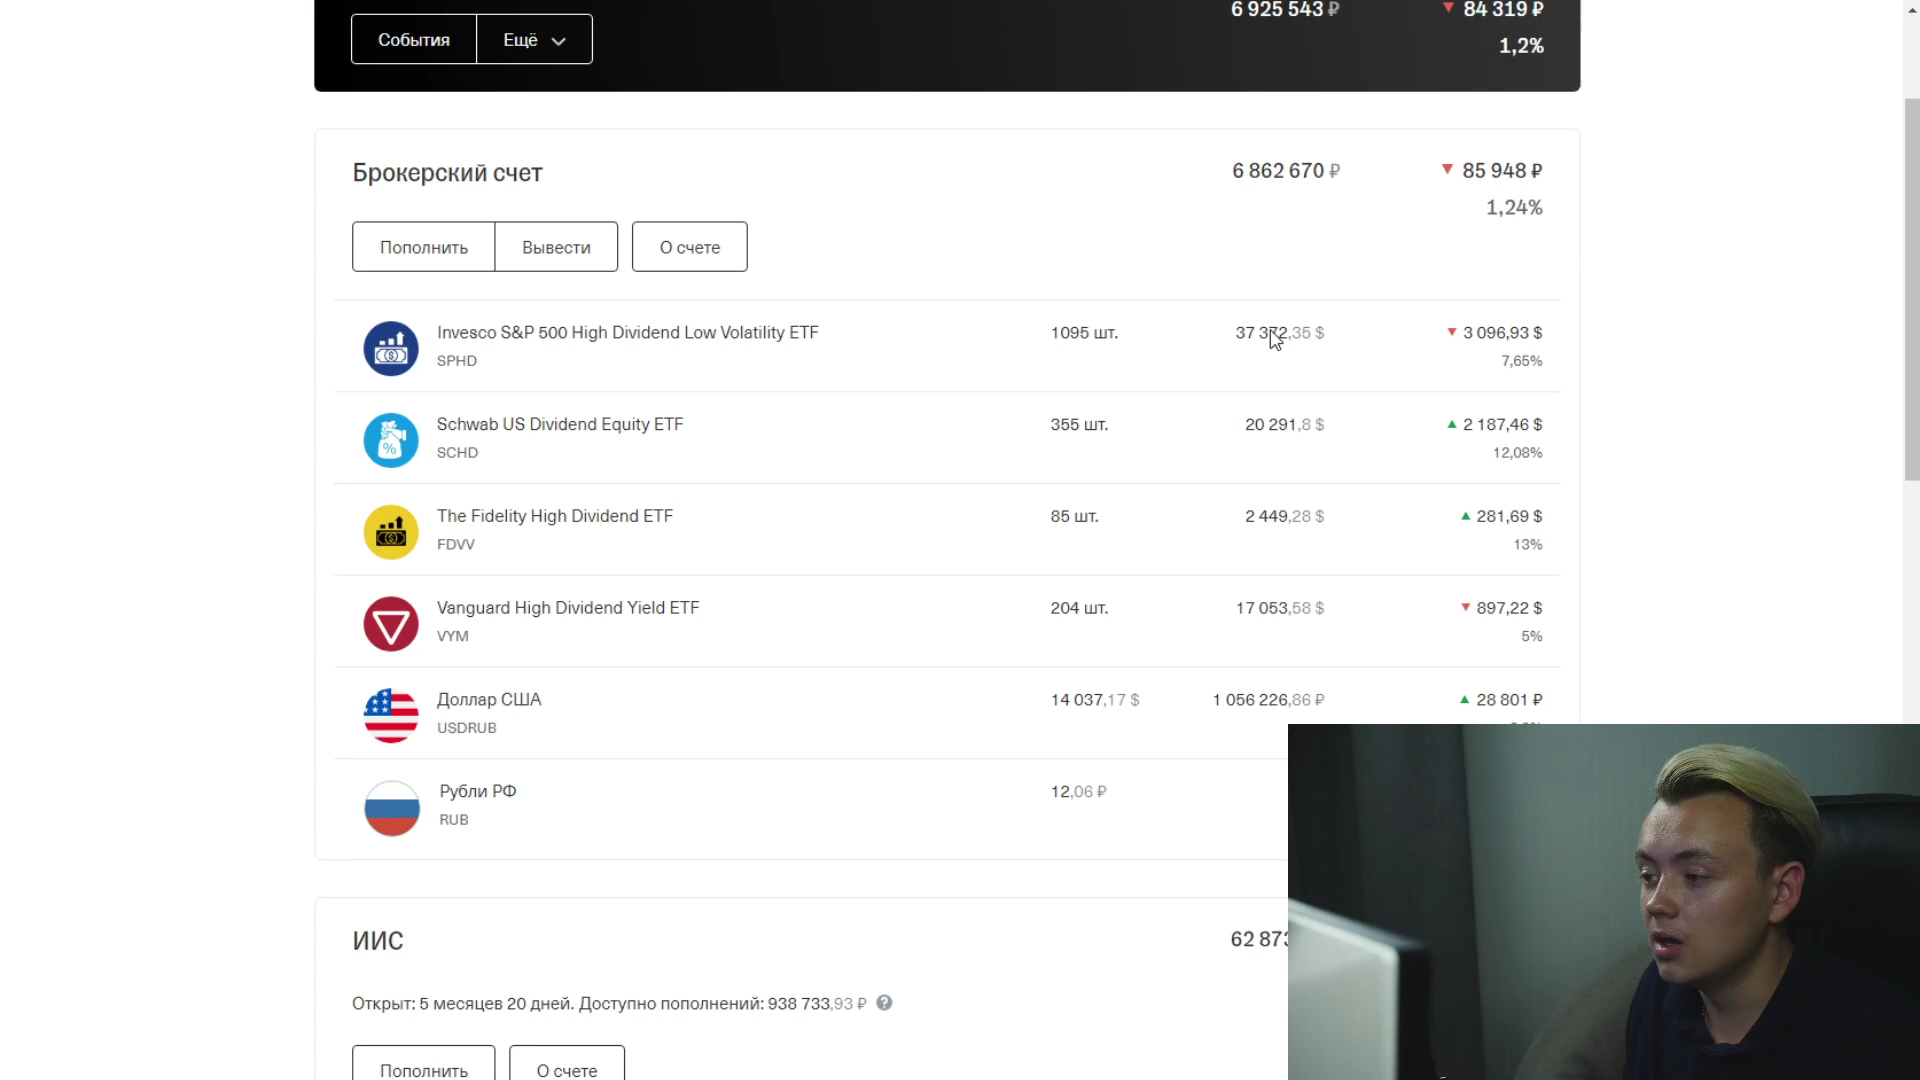 6 925 543 ₽
84 319 ₽
События
Ещё
1,2%
Брокерский счет
6 862 670 ₽
85 948 ₽
1,24%
Пополнить
Вывести
О счете
Invesco S&P 500 High Dividend Low Volatility ETF
1095 шт.
37 372,35 $
3 096,93 $
SPHD
7,65%
Schwab US Dividend Equity ETF
355 шт.
20 291,8 $
2 187,46 $
SCHD
12,08%
The Fidelity High Dividend ETF
85 шт.
2 449,28 $
281,69 $
FDVV
13%
Vanguard High Dividend Yield ETF
204 шт.
17 053,58 $
897,22 $
VYM
5%
Доллар США
14 037,17 $
1 056 226,86 ₽
28 801 ₽
USDRUB
Рубли РФ
12,06 ₽
RUB
ИИС
62 873
Открыт: 5 месяцев 20 дней. Доступно пополнений: 938 733,93 ₽
Пополнить
О счете